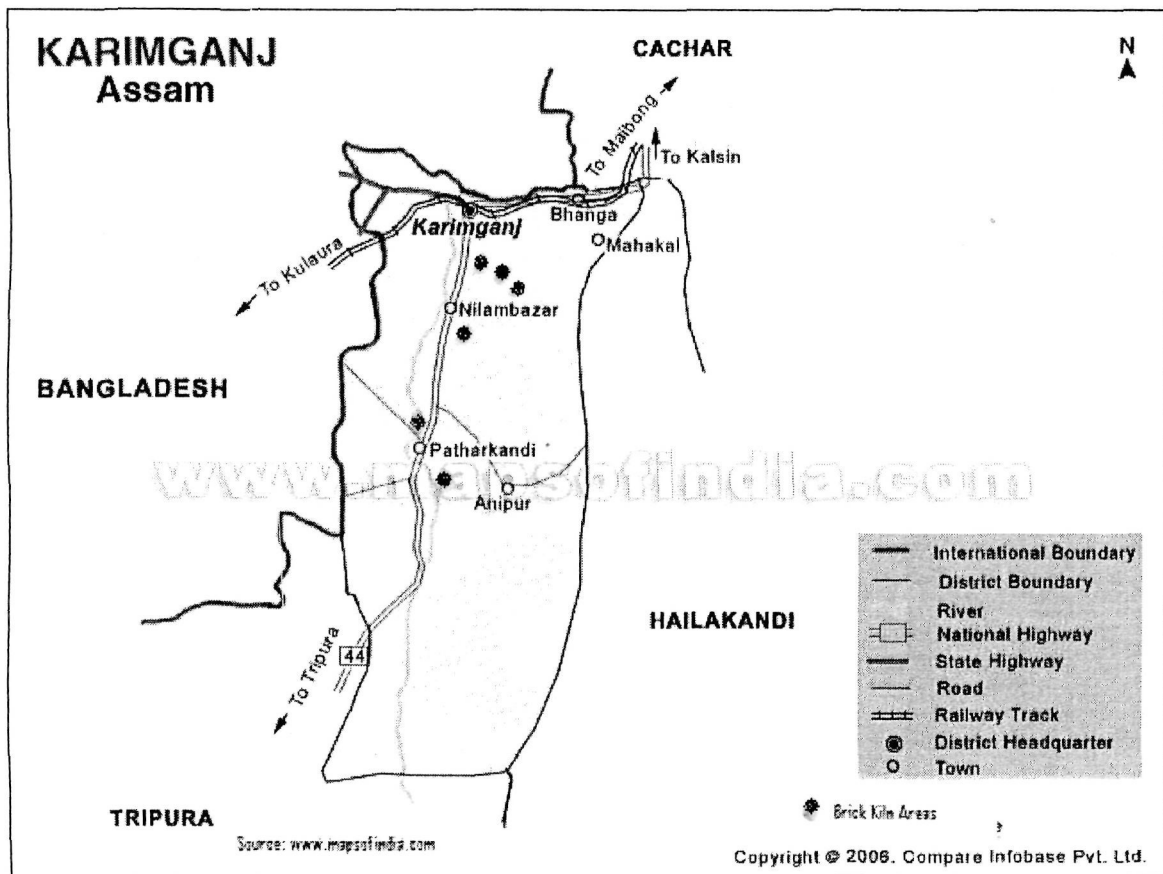 KARIMGANJ
Assam
CACHAR
N
To Maibong
To Kalsin
Bhanga
Karimganj
Mahakal
To Kulaura
Nilambazar
BANGLADESH
Patharkandi
www.mapsofindia.com
Anipur
International Boundary
District Boundary
River
National Highway
State Highway
Road
Railway Track
District Headquarter
Town
HAILAKANDI
44
To Tripura
TRIPURA
Brick Kiln Areas
Source: www.mapsofindia.com
Copyright © 2006. Compare Infobase Pvt. Ltd.